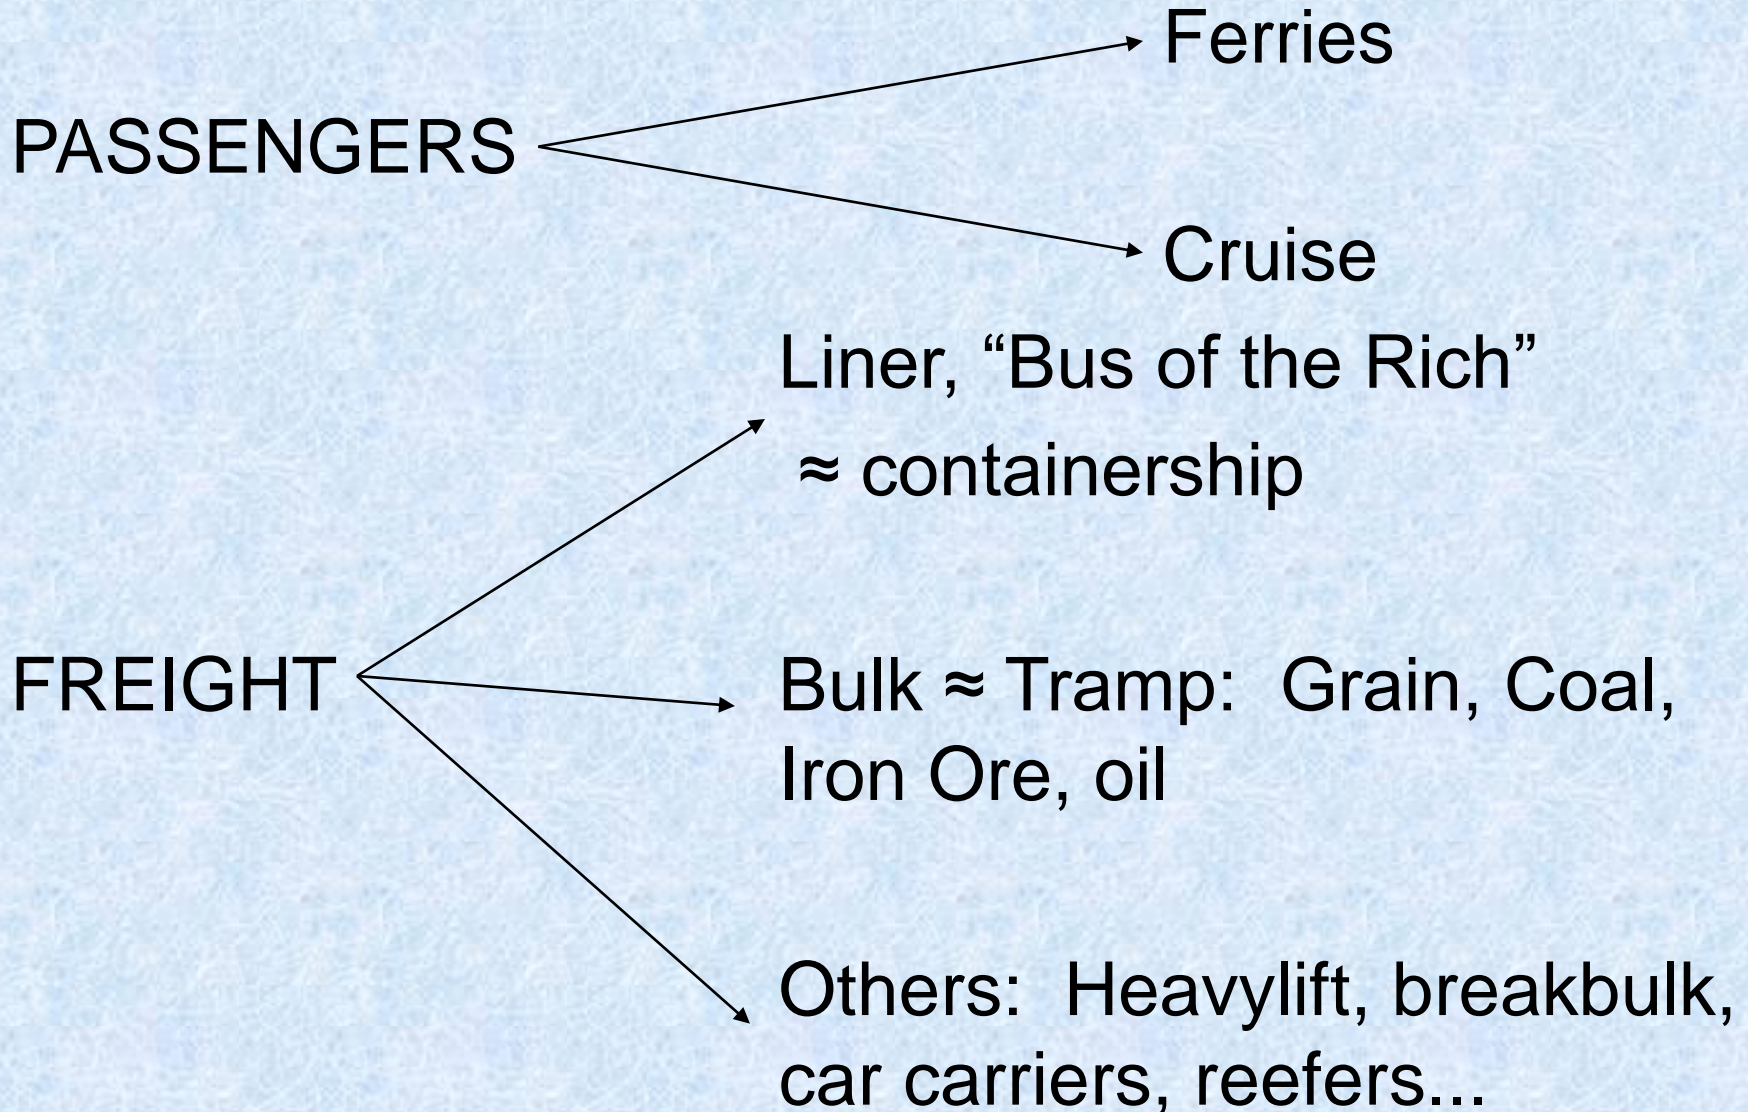 Ferries
PASSENGERS
Cruise
Liner, “Bus of the Rich”
≈ containership
FREIGHT
Bulk ≈ Tramp: Grain, Coal,
Iron Ore, oil
Others: Heavylift, breakbulk,
car carriers, reefers...